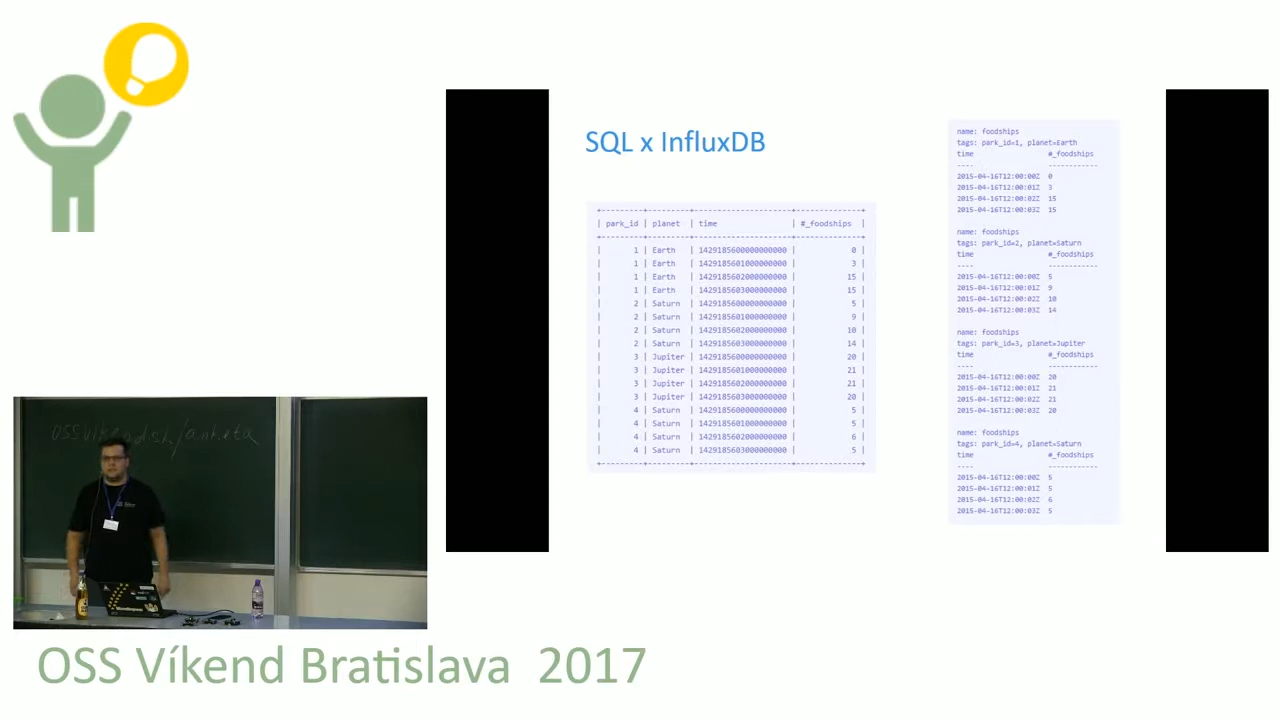 SQL x InfluxDB
+---------+---------+---------------------+--------------+
| park_id | planet | time | #_foodships |
+---------+---------+---------------------+--------------+
| 1 | Earth | 1429185600000000000 | 0 |
| 1 | Earth | 1429185601000000000 | 3 |
| 1 | Earth | 1429185602000000000 | 15 |
| 1 | Earth | 1429185603000000000 | 15 |
| 2 | Saturn | 1429185600000000000 | 5 |
| 2 | Saturn | 1429185601000000000 | 9 |
| 2 | Saturn | 1429185602000000000 | 10 |
| 2 | Saturn | 1429185603000000000 | 14 |
| 3 | Jupiter | 1429185600000000000 | 20 |
| 3 | Jupiter | 1429185601000000000 | 21 |
| 3 | Jupiter | 1429185602000000000 | 21 |
| 3 | Jupiter | 1429185603000000000 | 20 |
| 4 | Saturn | 1429185600000000000 | 5 |
| 4 | Saturn | 1429185601000000000 | 5 |
| 4 | Saturn | 1429185602000000000 | 6 |
| 4 | Saturn | 1429185603000000000 | 5 |
+---------+---------+---------------------+--------------+
name: foodships
tags: park_id=1, planet=Earth
time #_foodships
---- ------------
2015-04-16T12:00:00Z 0
2015-04-16T12:00:01Z 3
2015-04-16T12:00:02Z 15
2015-04-16T12:00:03Z 15
name: foodships
tags: park_id=2, planet=Saturn
time #_foodships
---- ------------
2015-04-16T12:00:00Z 5
2015-04-16T12:00:01Z 9
2015-04-16T12:00:02Z 10
2015-04-16T12:00:03Z 14
name: foodships
tags: park_id=3, planet=Jupiter
time #_foodships
---- ------------
2015-04-16T12:00:00Z 20
2015-04-16T12:00:01Z 21
2015-04-16T12:00:02Z 21
2015-04-16T12:00:03Z 20
name: foodships
tags: park_id=4, planet=Saturn
time #_foodships
---- ------------
2015-04-16T12:00:00Z 5
2015-04-16T12:00:01Z 5
2015-04-16T12:00:02Z 6
2015-04-16T12:00:03Z 5
OSS Víkend Bratislava 2017